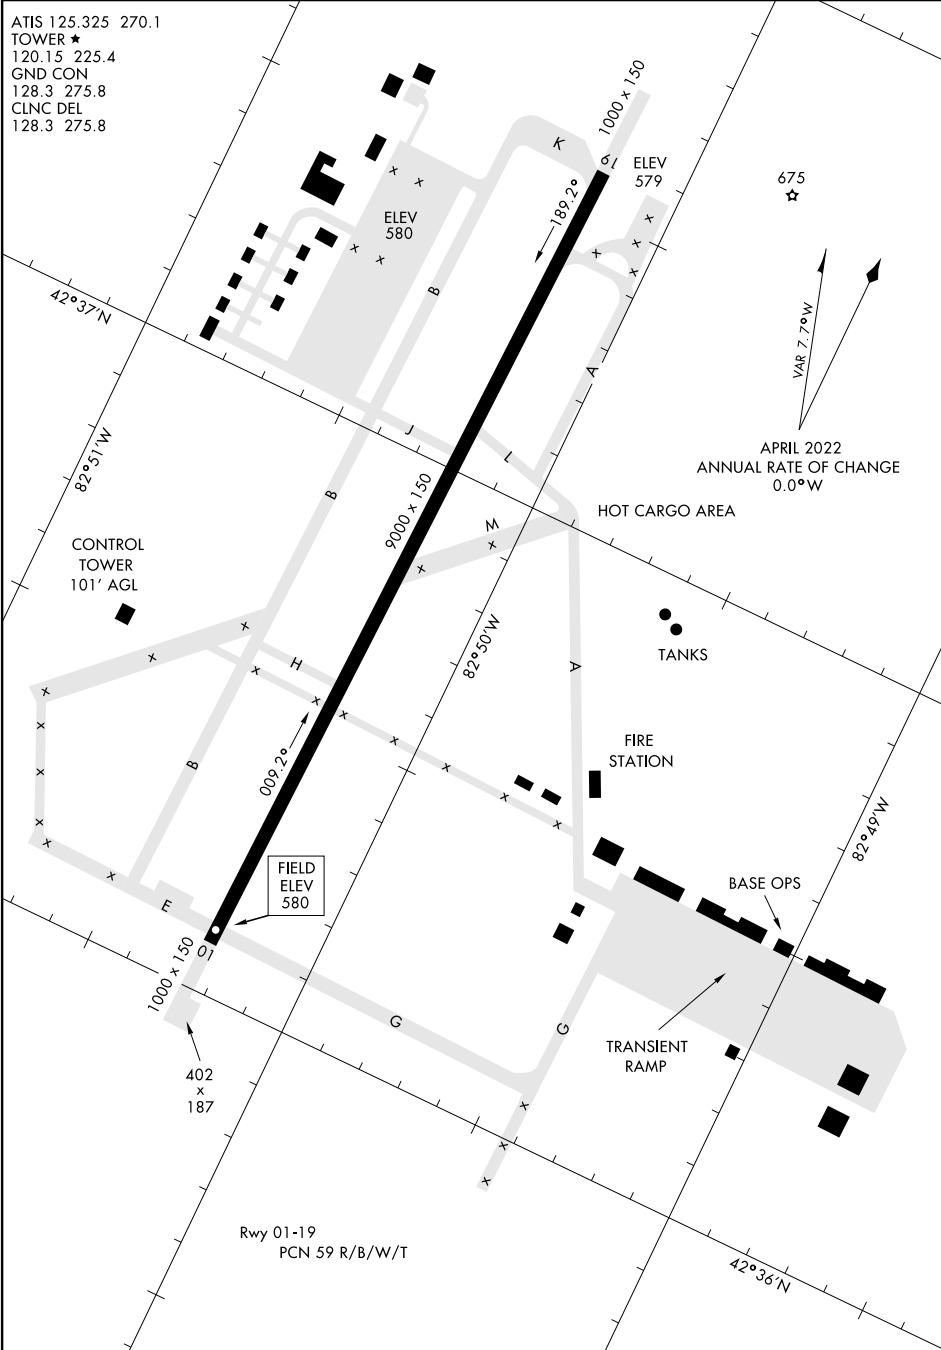 ATIS 125.325 270.1
TOWER ★
120.15 225.4
GND CON
128.3 275.8
CLNC DEL
128.3 275.8
1000 x 150
K
19
ELEV
579
675
ELEV
580
189.2°
B
42°37'N
VAR 7.7°W
A
J
L
APRIL 2022
ANNUAL RATE OF CHANGE
0.0°W
82°51'W
B
9000 x 150
M
HOT CARGO AREA
CONTROL
TOWER
101' AGL
82°50'W
TANKS
H
A
009.2°
B
FIRE
STATION
82°49'W
FIELD
ELEV
580
BASE OPS
E
01
1000 x 150
G
G
TRANSIENT
RAMP
402
x
187
Rwy 01-19
PCN 59 R/B/W/T
42°36'N